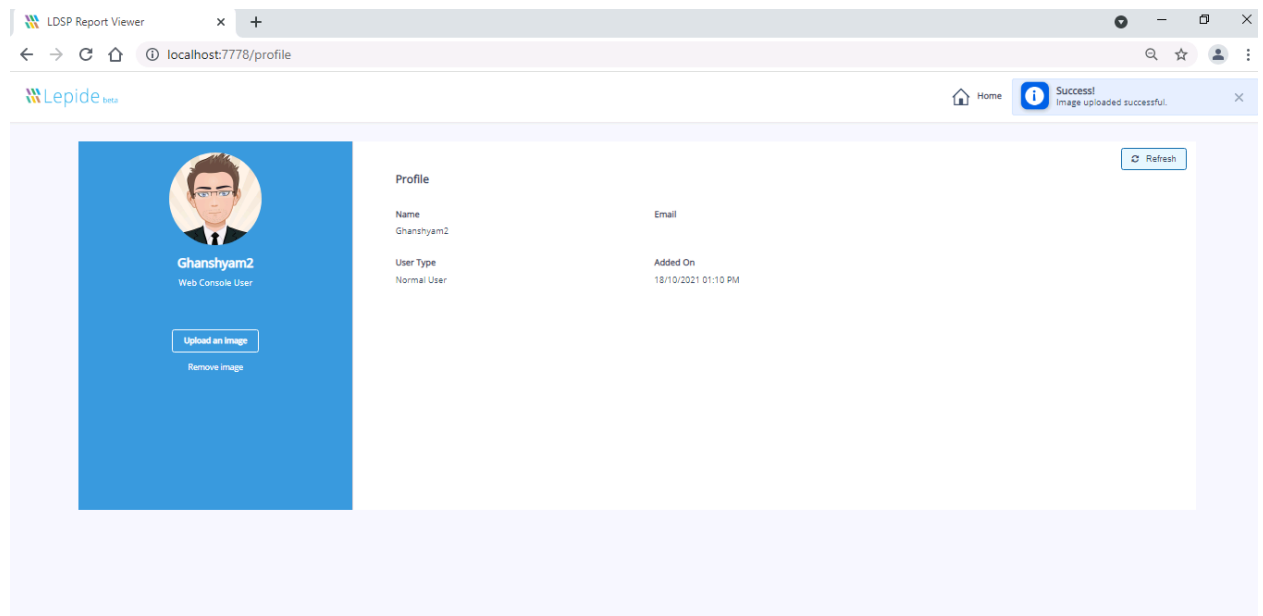 LDSP Report Viewer
localhost:7778/profile
Lepide beta
Home
Success!
Image uploaded successful.
Refresh
Ghanshyam2
Web Console User
Upload an image
Remove image
Profile
Name
Email
Ghanshyam2
User Type
Added On
Normal User
18/10/2021 01:10 PM